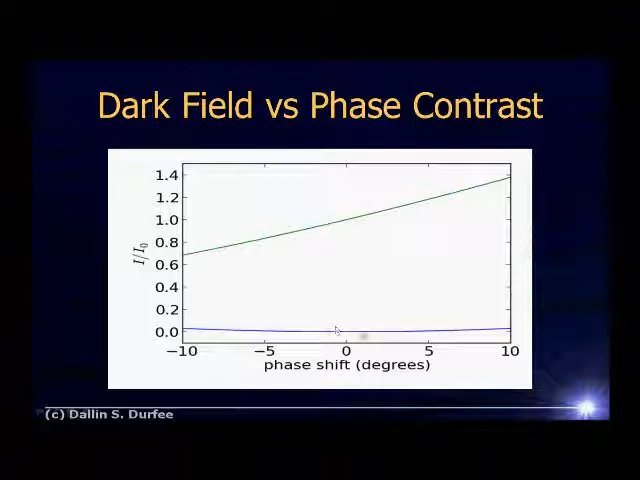 Dark Field vs Phase Contrast
1.4
1.2
1.0
0.8
0.6
0.4
0.2
0.0
I/I₀
−10 −5 0 5 10
phase shift (degrees)
(c) Dallin S. Durfee